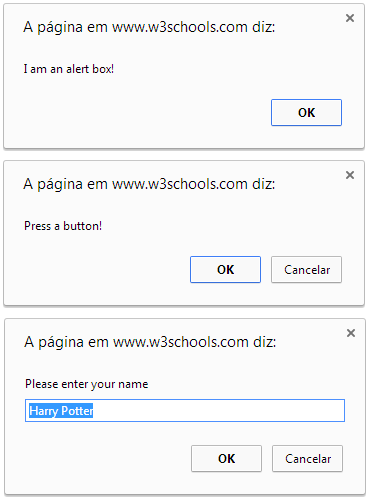 A página em www.w3schools.com diz:
I am an alert box!
OK
A página em www.w3schools.com diz:
Press a button!
OK Cancelar
A página em www.w3schools.com diz:
Please enter your name
Harry Potter
OK Cancelar